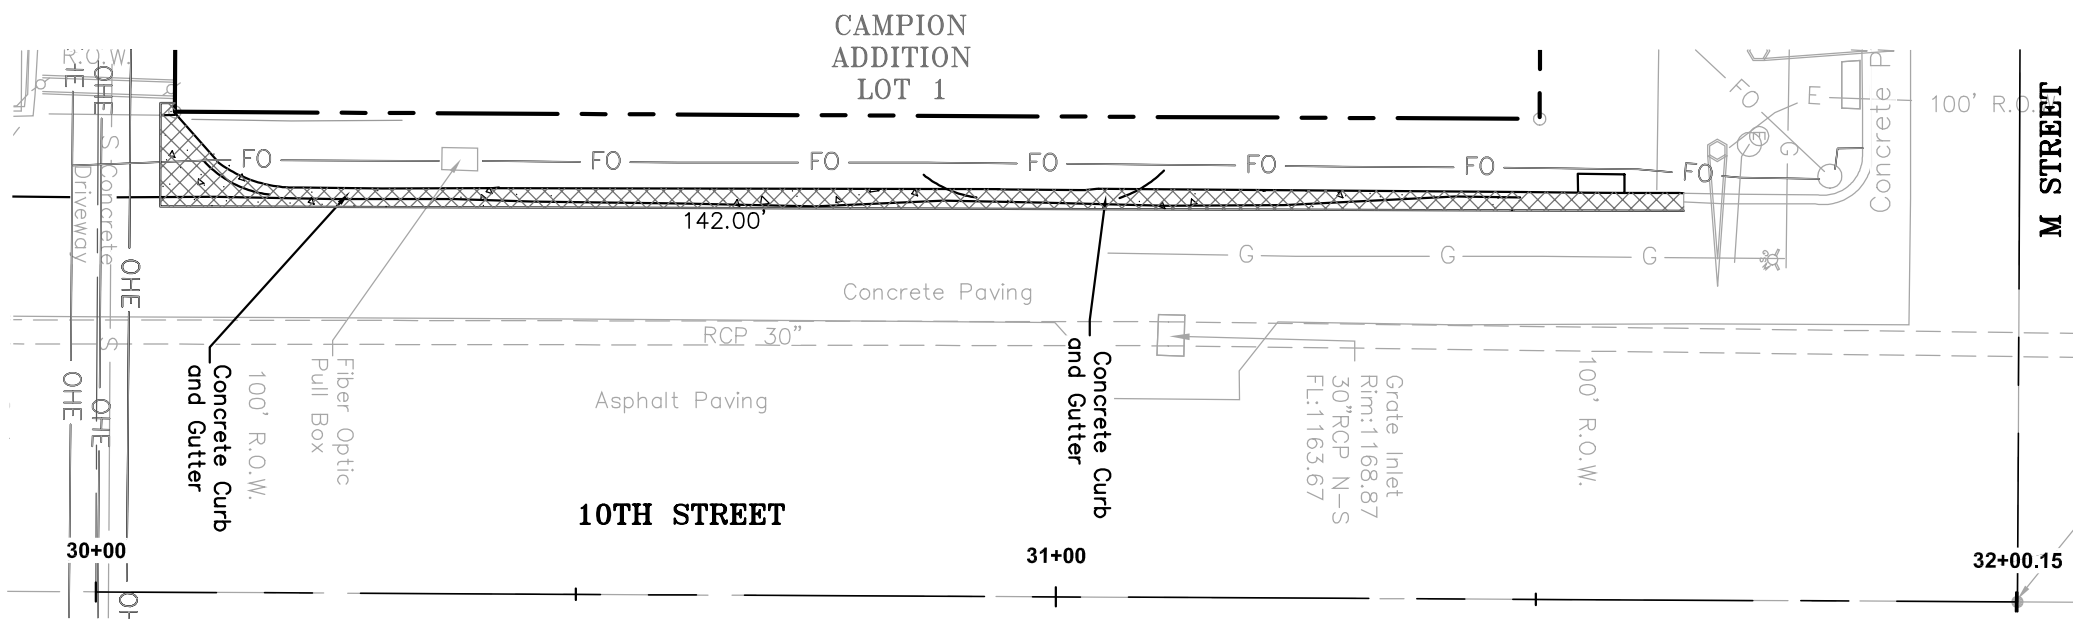 CAMPION
ADDITION
LOT 1
R.O.W.
OHE
OHE
S
Concrete
Driveway
OHE
S
OHE
OHE
FO
FO
FO
FO
FO
FO
FO
FO
E
100' R.O.
G
Concrete
M STREET
142.00'
G
G
G
Concrete Paving
RCP 30"
Asphalt Paving
Concrete Curb
and Gutter
100' R.O.W.
Fiber Optic
Pull Box
Concrete Curb
and Gutter
Grate Inlet
Rim:1168.87
30"RCP N-S
FL:1163.67
100' R.O.W.
10TH STREET
30+00
31+00
32+00.15